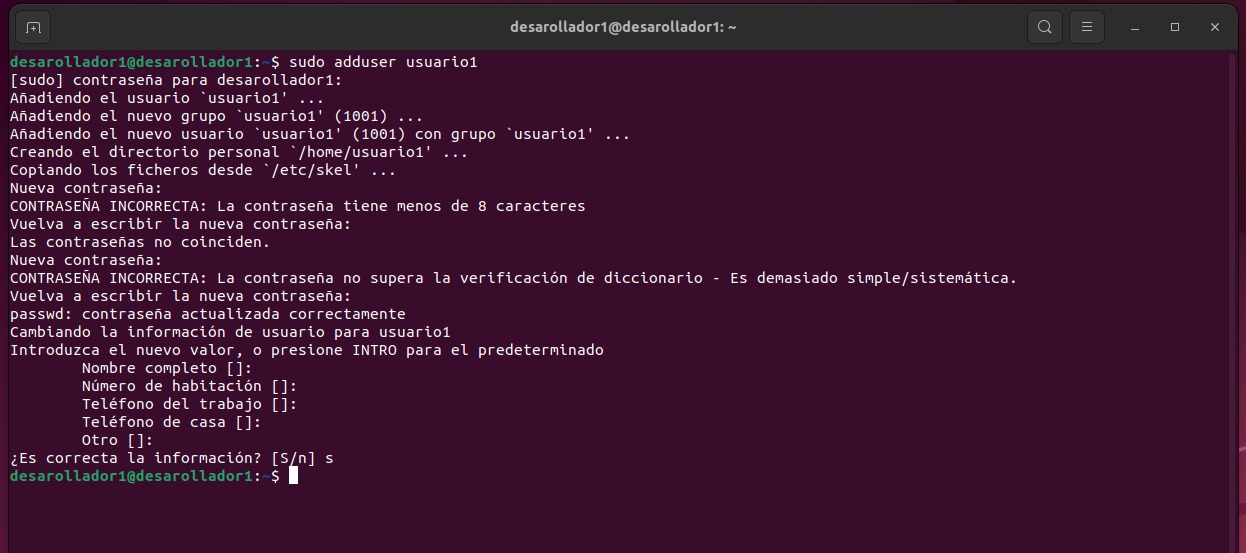 desarollador1@desarollador1: ~
desarollador1@desarollador1:~$ sudo adduser usuario1
[sudo] contraseña para desarollador1:
Añadiendo el usuario `usuario1' ...
Añadiendo el nuevo grupo `usuario1' (1001) ...
Añadiendo el nuevo usuario `usuario1' (1001) con grupo `usuario1' ...
Creando el directorio personal `/home/usuario1' ...
Copiando los ficheros desde `/etc/skel' ...
Nueva contraseña:
CONTRASEÑA INCORRECTA: La contraseña tiene menos de 8 caracteres
Vuelva a escribir la nueva contraseña:
Las contraseñas no coinciden.
Nueva contraseña:
CONTRASEÑA INCORRECTA: La contraseña no supera la verificación de diccionario - Es demasiado simple/sistemática.
Vuelva a escribir la nueva contraseña:
passwd: contraseña actualizada correctamente
Cambiando la información de usuario para usuario1
Introduzca el nuevo valor, o presione INTRO para el predeterminado
Nombre completo []:
Número de habitación []:
Teléfono del trabajo []:
Teléfono de casa []:
Otro []:
¿Es correcta la información? [S/n] s
desarollador1@desarollador1:~$